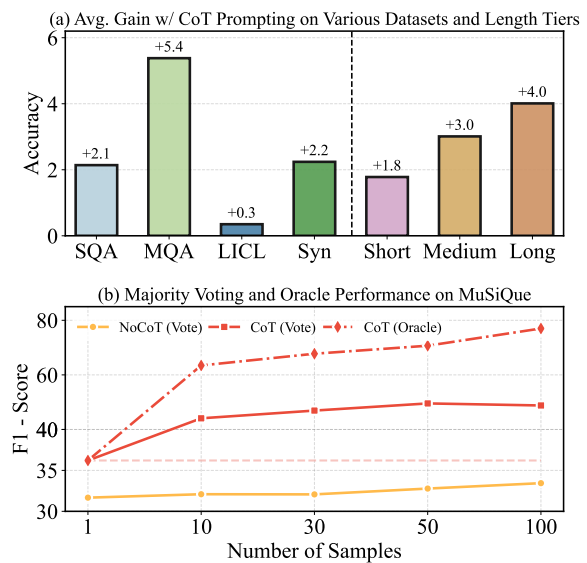 (a) Avg. Gain w/ CoT Prompting on Various Datasets and Length Tiers
Accuracy
6
4
2
0
+2.1
+5.4
+0.3
+2.2
+1.8
+3.0
+4.0
SQA
MQA
LICL
Syn
Short
Medium
Long
(b) Majority Voting and Oracle Performance on MuSiQue
NoCoT (Vote)
CoT (Vote)
CoT (Oracle)
F1 - Score
80
60
40
35
30
1
10
30
50
100
Number of Samples